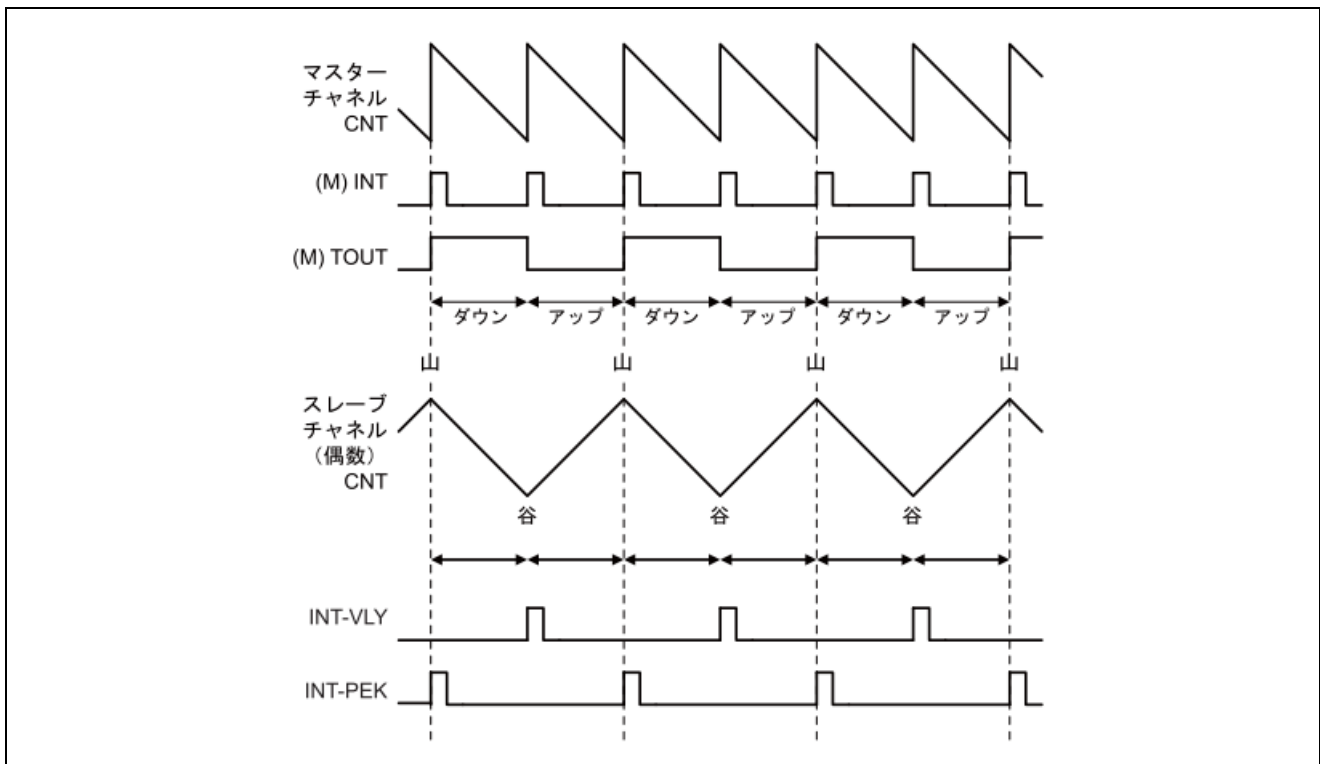 マスター
チャネル
CNT
(M) INT
(M) TOUT
ダウン アップ ダウン アップ ダウン アップ
山 山 山 山
スレーブ
チャネル
（偶数）
CNT
谷 谷 谷
INT-VLY
INT-PEK